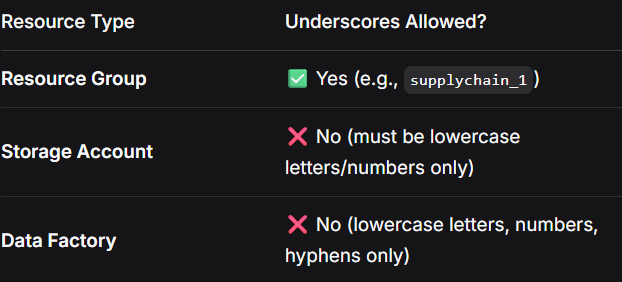 Resource Type Underscores Allowed?
Resource Group ✅ Yes (e.g., supplychain_1)
❌ No (must be lowercase
Storage Account
letters/numbers only)
❌ No (lowercase letters, numbers,
Data Factory
hyphens only)